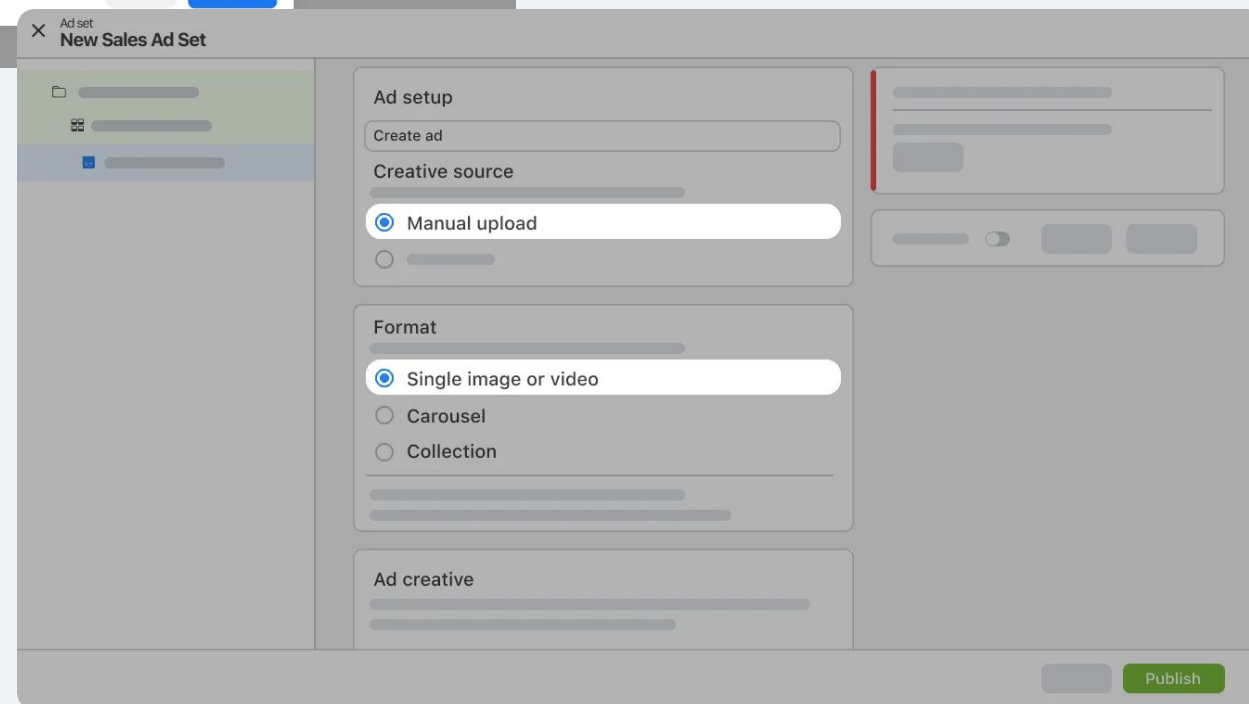 Ad set
New Sales Ad Set
Ad setup
Create ad
Creative source
Manual upload
Format
Single image or video
Carousel
Collection
Ad creative
Publish